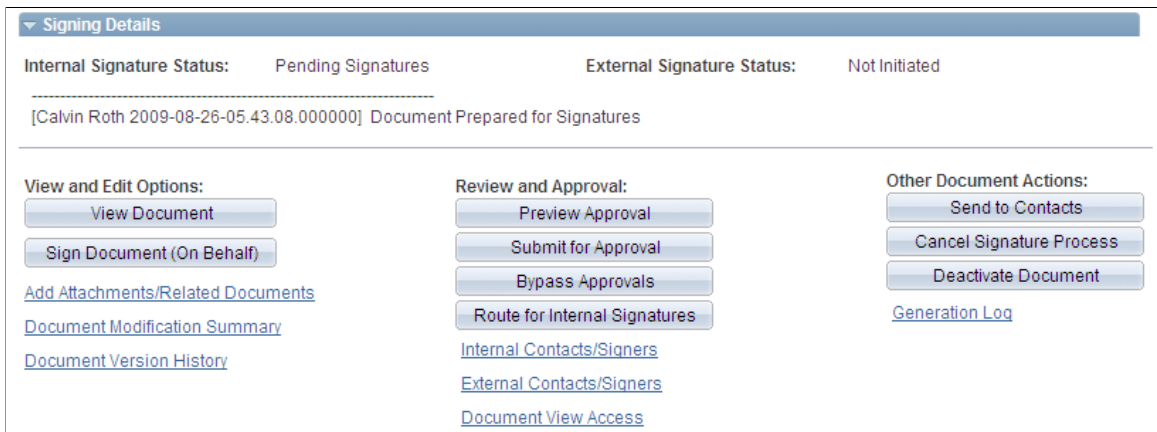 Signing Details
Internal Signature Status: Pending Signatures External Signature Status: Not Initiated
[Calvin Roth 2009-08-26-05.43.08.000000] Document Prepared for Signatures
View and Edit Options:
View Document
Sign Document (On Behalf)
Add Attachments/Related Documents
Document Modification Summary
Document Version History
Review and Approval:
Preview Approval
Submit for Approval
Bypass Approvals
Route for Internal Signatures
Internal Contacts/Signers
External Contacts/Signers
Document View Access
Other Document Actions:
Send to Contacts
Cancel Signature Process
Deactivate Document
Generation Log